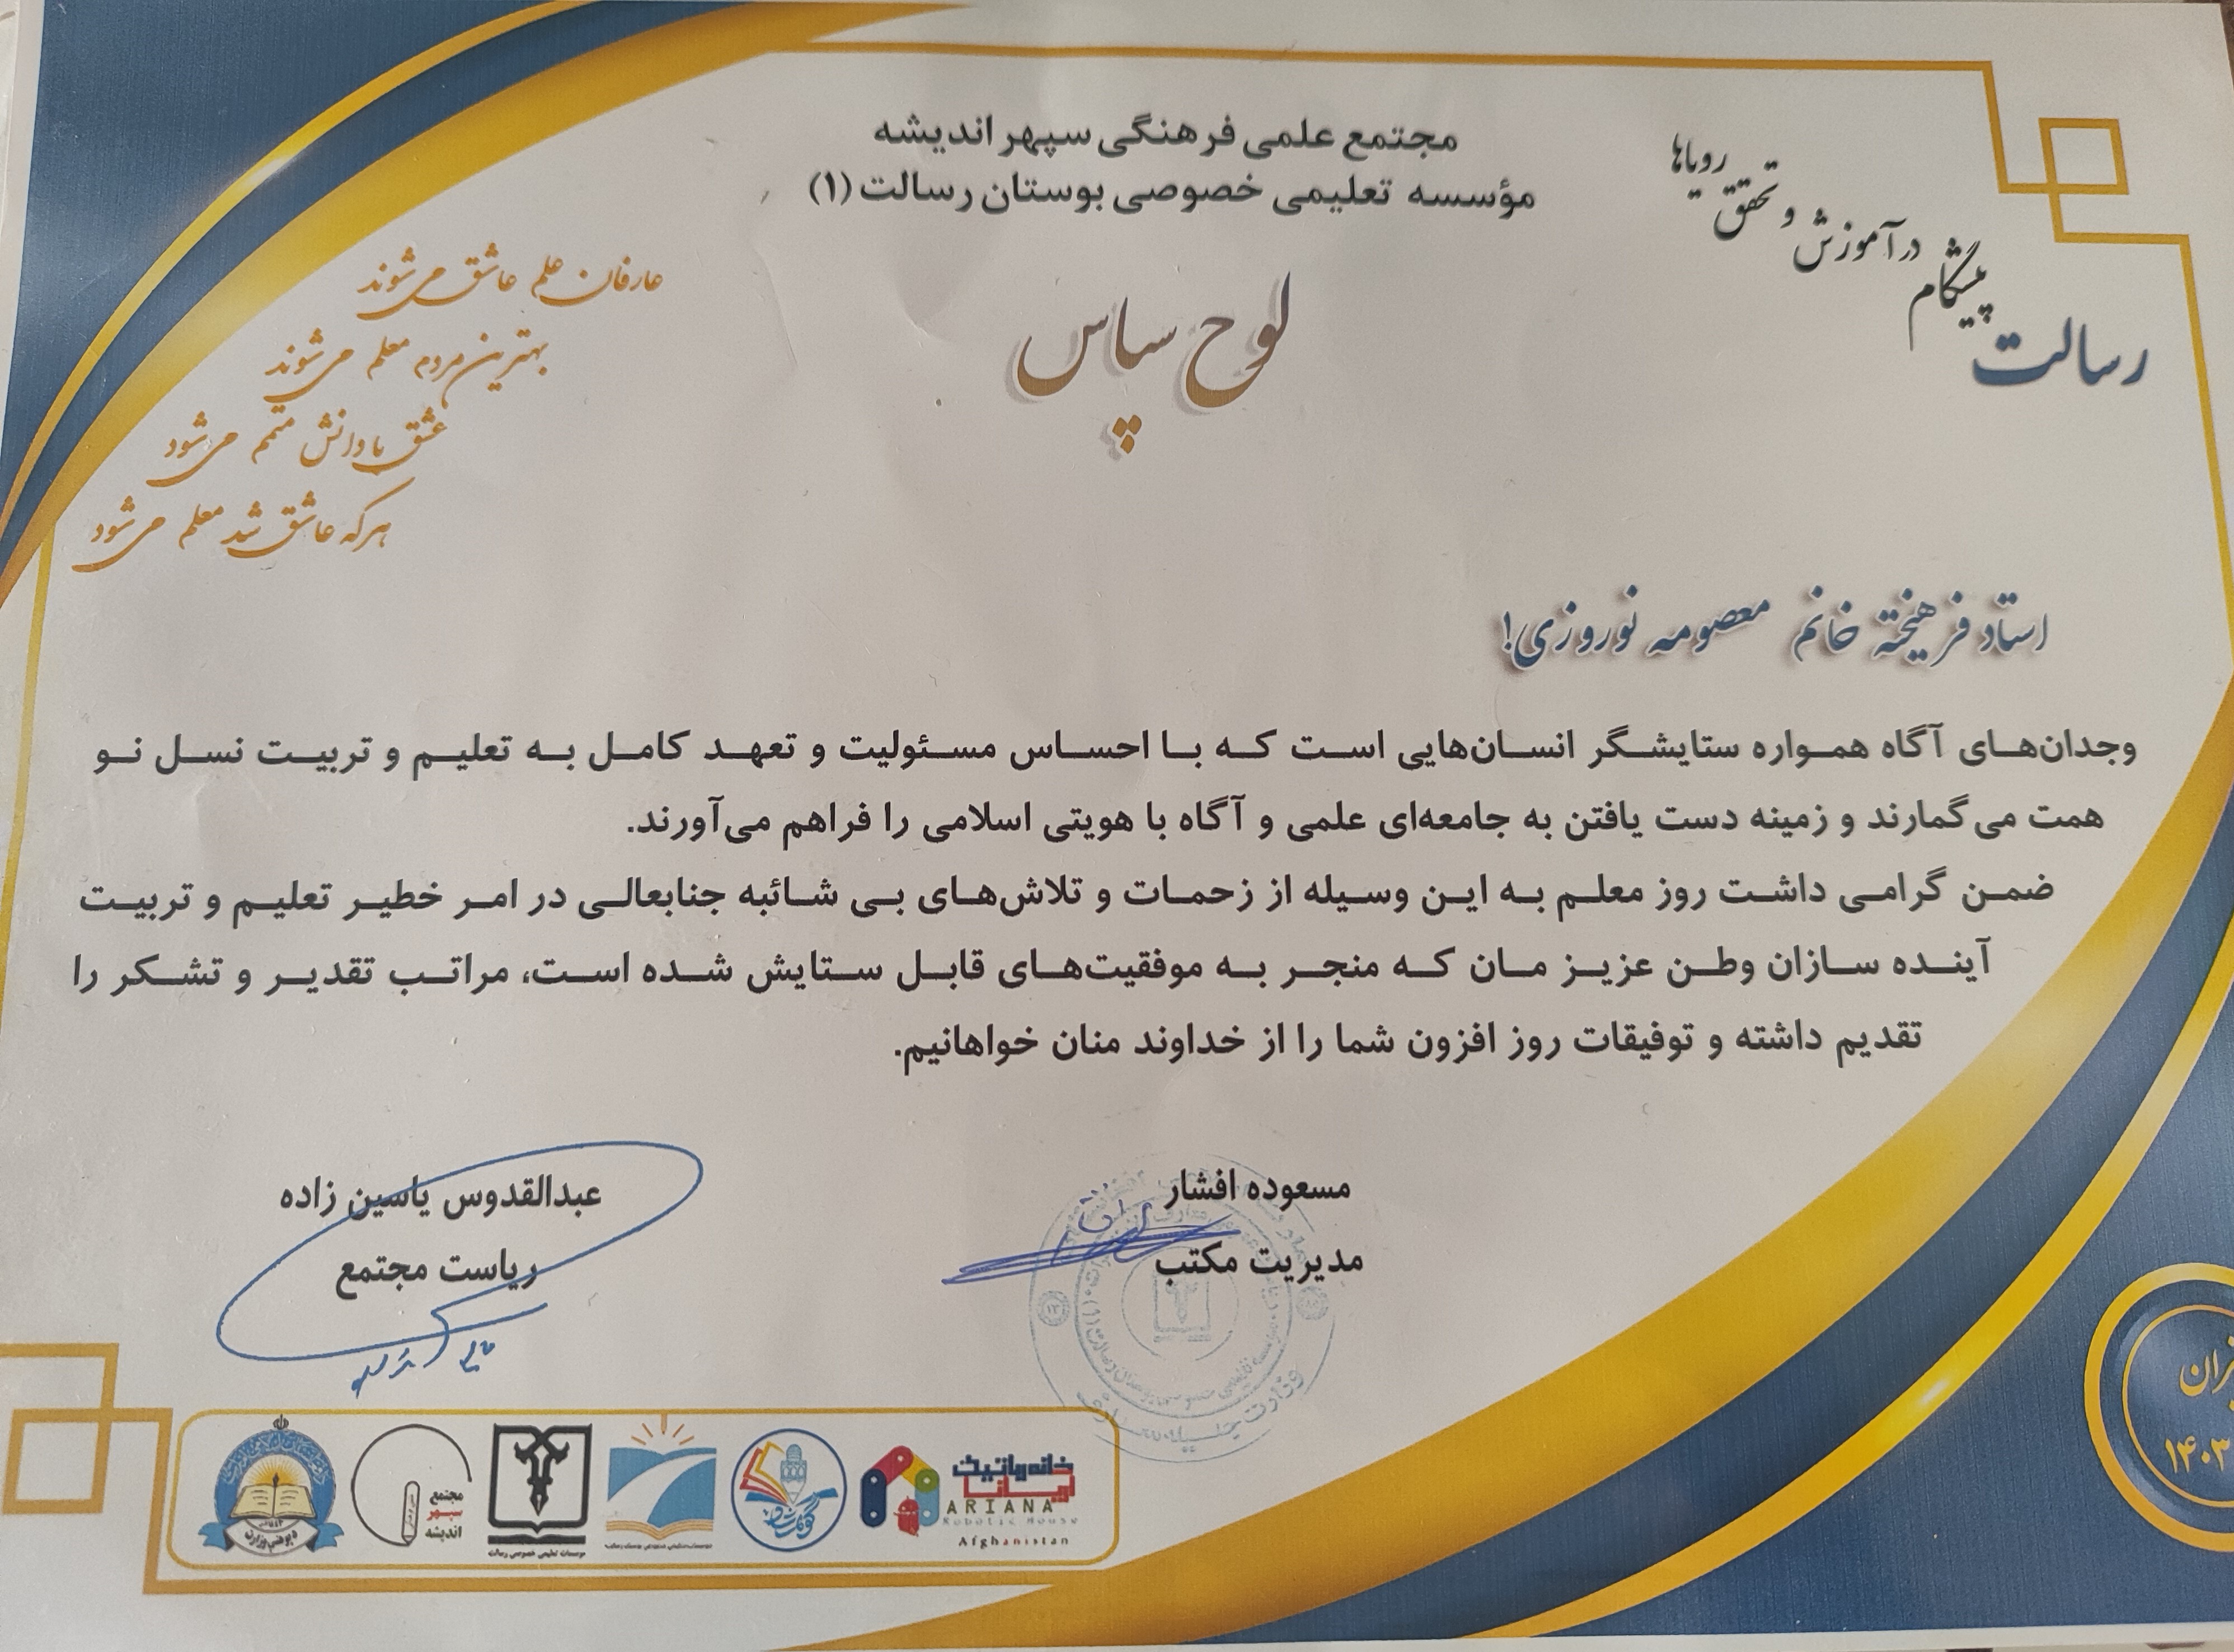 مجتمع علمی فرهنگی سپهر اندیشه
مؤسسه تعلیمی خصوصی بوستان رسالت (۱)
رسالت
پیشگام در آموزش و تحقق رویاها
لوح سپاس
عارفان علم عاشق می‌شوند
بهترین مردم معلم می‌شوند
عشق با دانش متمم می‌شود
هر که عاشق شد معلم می‌شود
استاد فرهیخته خانم معصومه نوروزی!
وجدان‌های آگاه همواره ستایشگر انسان‌هایی است که با احساس مسئولیت و تعهد کامل به تعلیم و تربیت نسل نو
همت می‌گمارند و زمینه دست یافتن به جامعه‌ای علمی و آگاه با هویتی اسلامی را فراهم می‌آورند.
ضمن گرامی داشت روز معلم به این وسیله از زحمات و تلاش‌های بی شائبه جنابعالی در امر خطیر تعلیم و تربیت
آینده سازان وطن عزیز مان که منجر به موفقیت‌های قابل ستایش شده است، مراتب تقدیر و تشکر را
تقدیم داشته و توفیقات روز افزون شما را از خداوند منان خواهانیم.
مسعوده افشار
مدیریت مکتب
عبدالقدوس یاسین زاده
ریاست مجتمع
۱۴۰۳
مجتمع
سپهر
اندیشه
موسسات تعلیمی خصوصی رسالت
خانه رباتیک
آریانا
ARIANA
Robotic House
Afghanistan